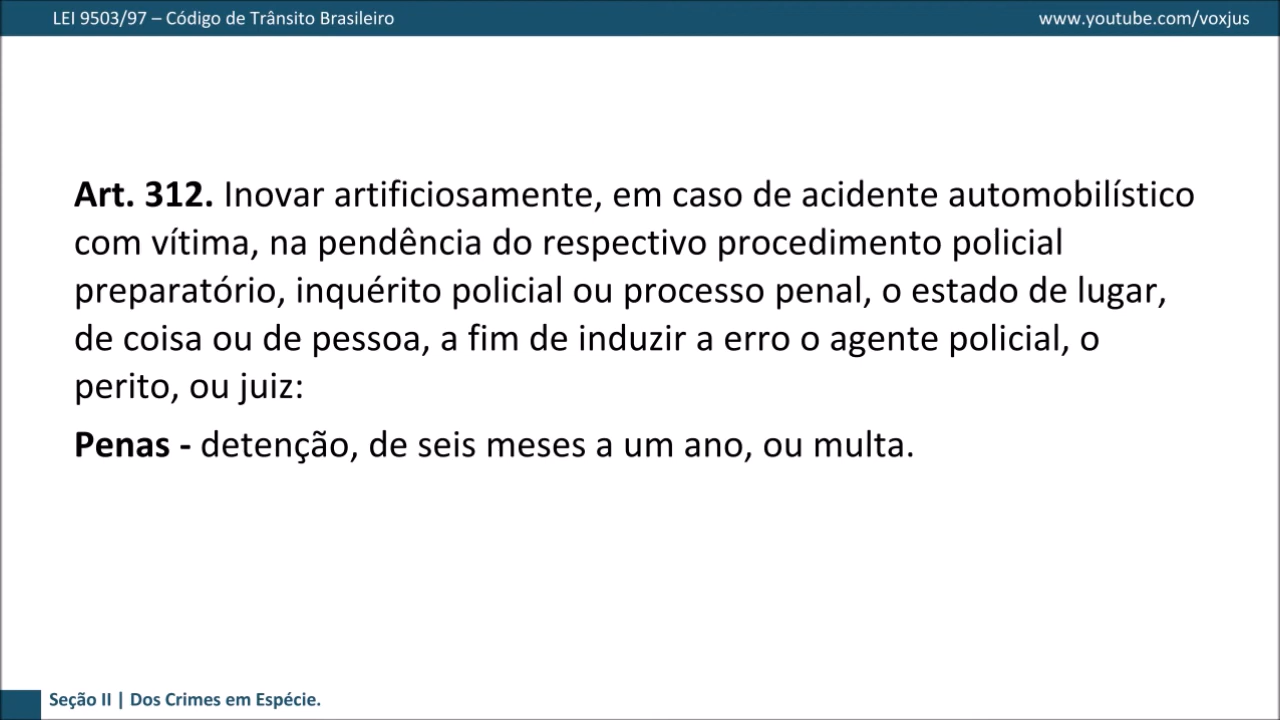 LEI 9503/97 – Código de Trânsito Brasileiro
www.youtube.com/voxjus
Art. 312. Inovar artificiosamente, em caso de acidente automobilístico
com vítima, na pendência do respectivo procedimento policial
preparatório, inquérito policial ou processo penal, o estado de lugar,
de coisa ou de pessoa, a fim de induzir a erro o agente policial, o
perito, ou juiz:
Penas - detenção, de seis meses a um ano, ou multa.
Seção II | Dos Crimes em Espécie.